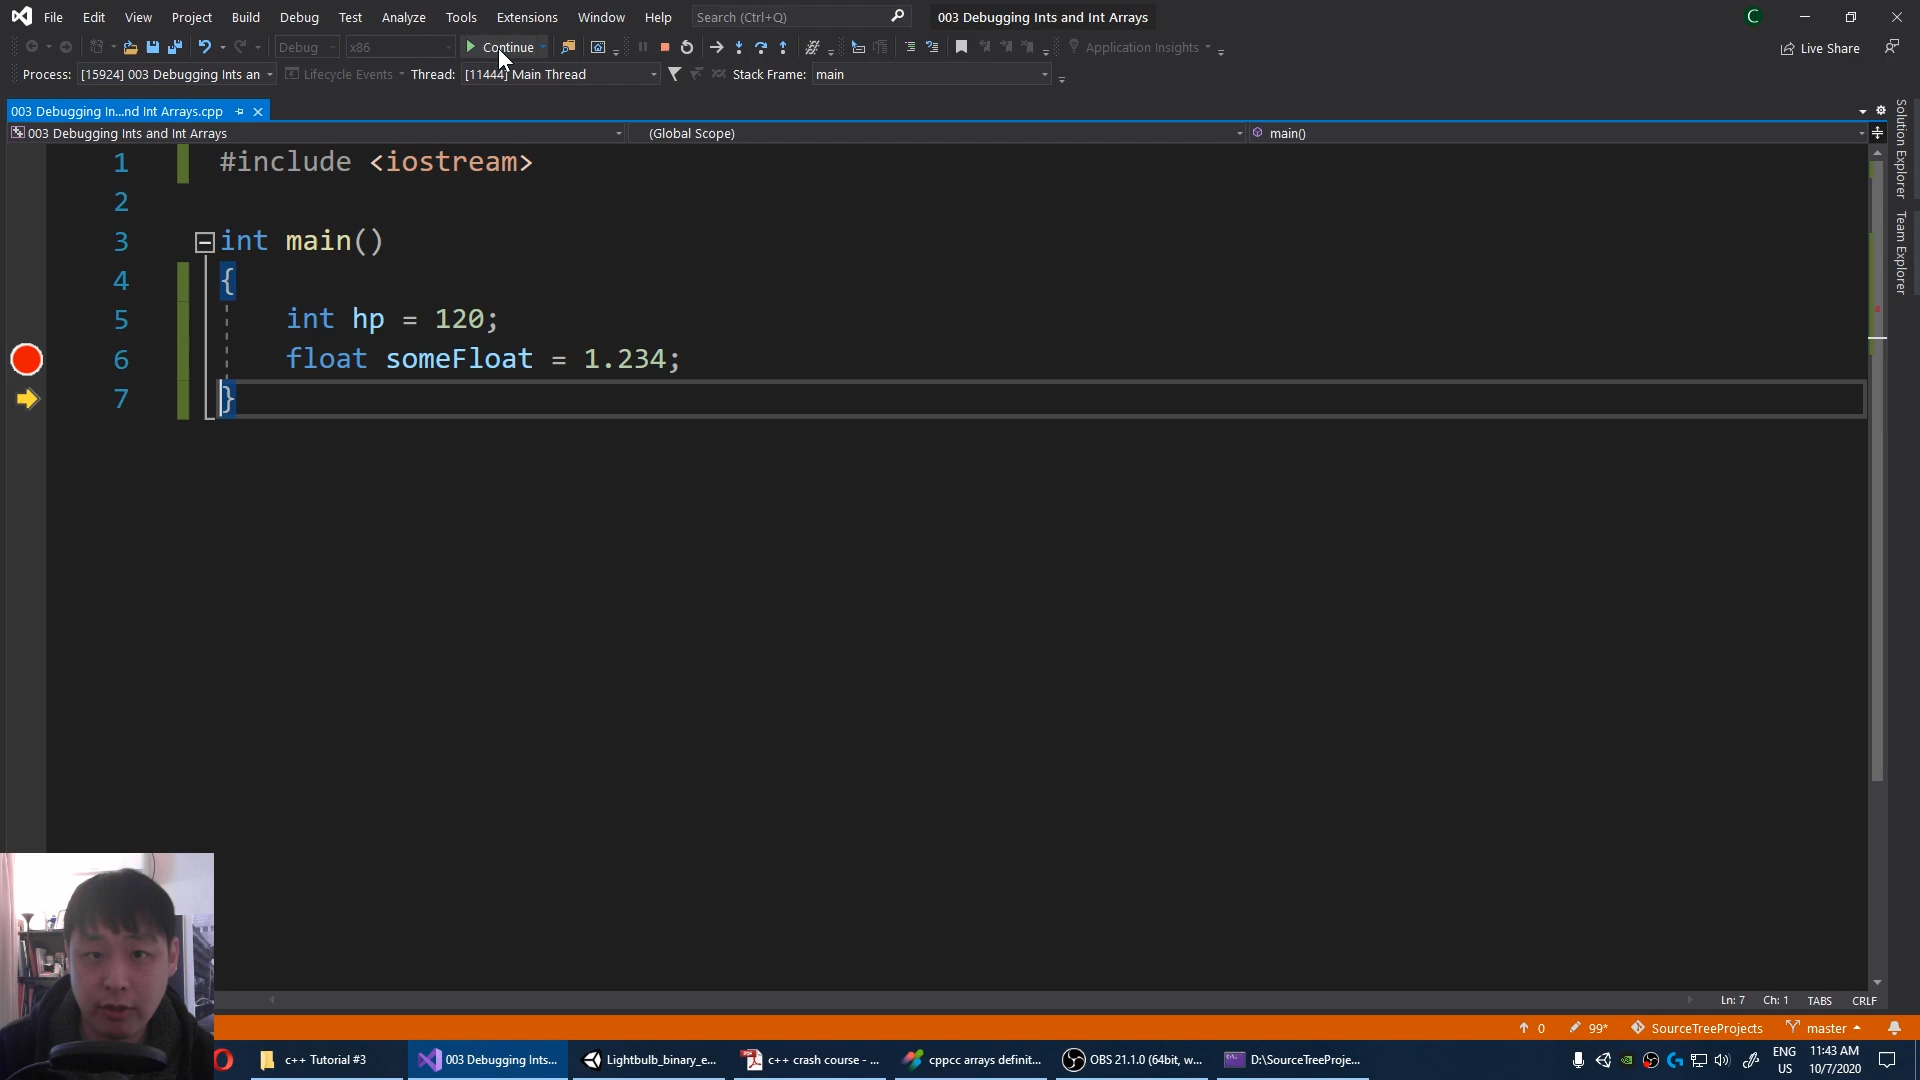 File Edit View Project Build Debug Test Analyze Tools Extensions Window Help Search (Ctrl+Q) 003 Debugging Ints and Int Arrays C
Debug x86 Continue Application Insights Live Share
Process: [15924] 003 Debugging Ints an Lifecycle Events Thread: [11444] Main Thread Stack Frame: main
003 Debugging In...nd Int Arrays.cpp
003 Debugging Ints and Int Arrays (Global Scope) main()
1 #include <iostream>
2
3 int main()
4 {
5 int hp = 120;
6 float someFloat = 1.234;
7 }
Solution Explorer
Team Explorer
Ln: 7 Ch: 1 TABS CRLF
0 99* SourceTreeProjects master
c++ Tutorial #3 003 Debugging Ints... Lightbulb_binary_e... c++ crash course - ... cppcc arrays definit... OBS 21.1.0 (64bit, w... D:\SourceTreeProje... ENG US 11:43 AM 10/7/2020